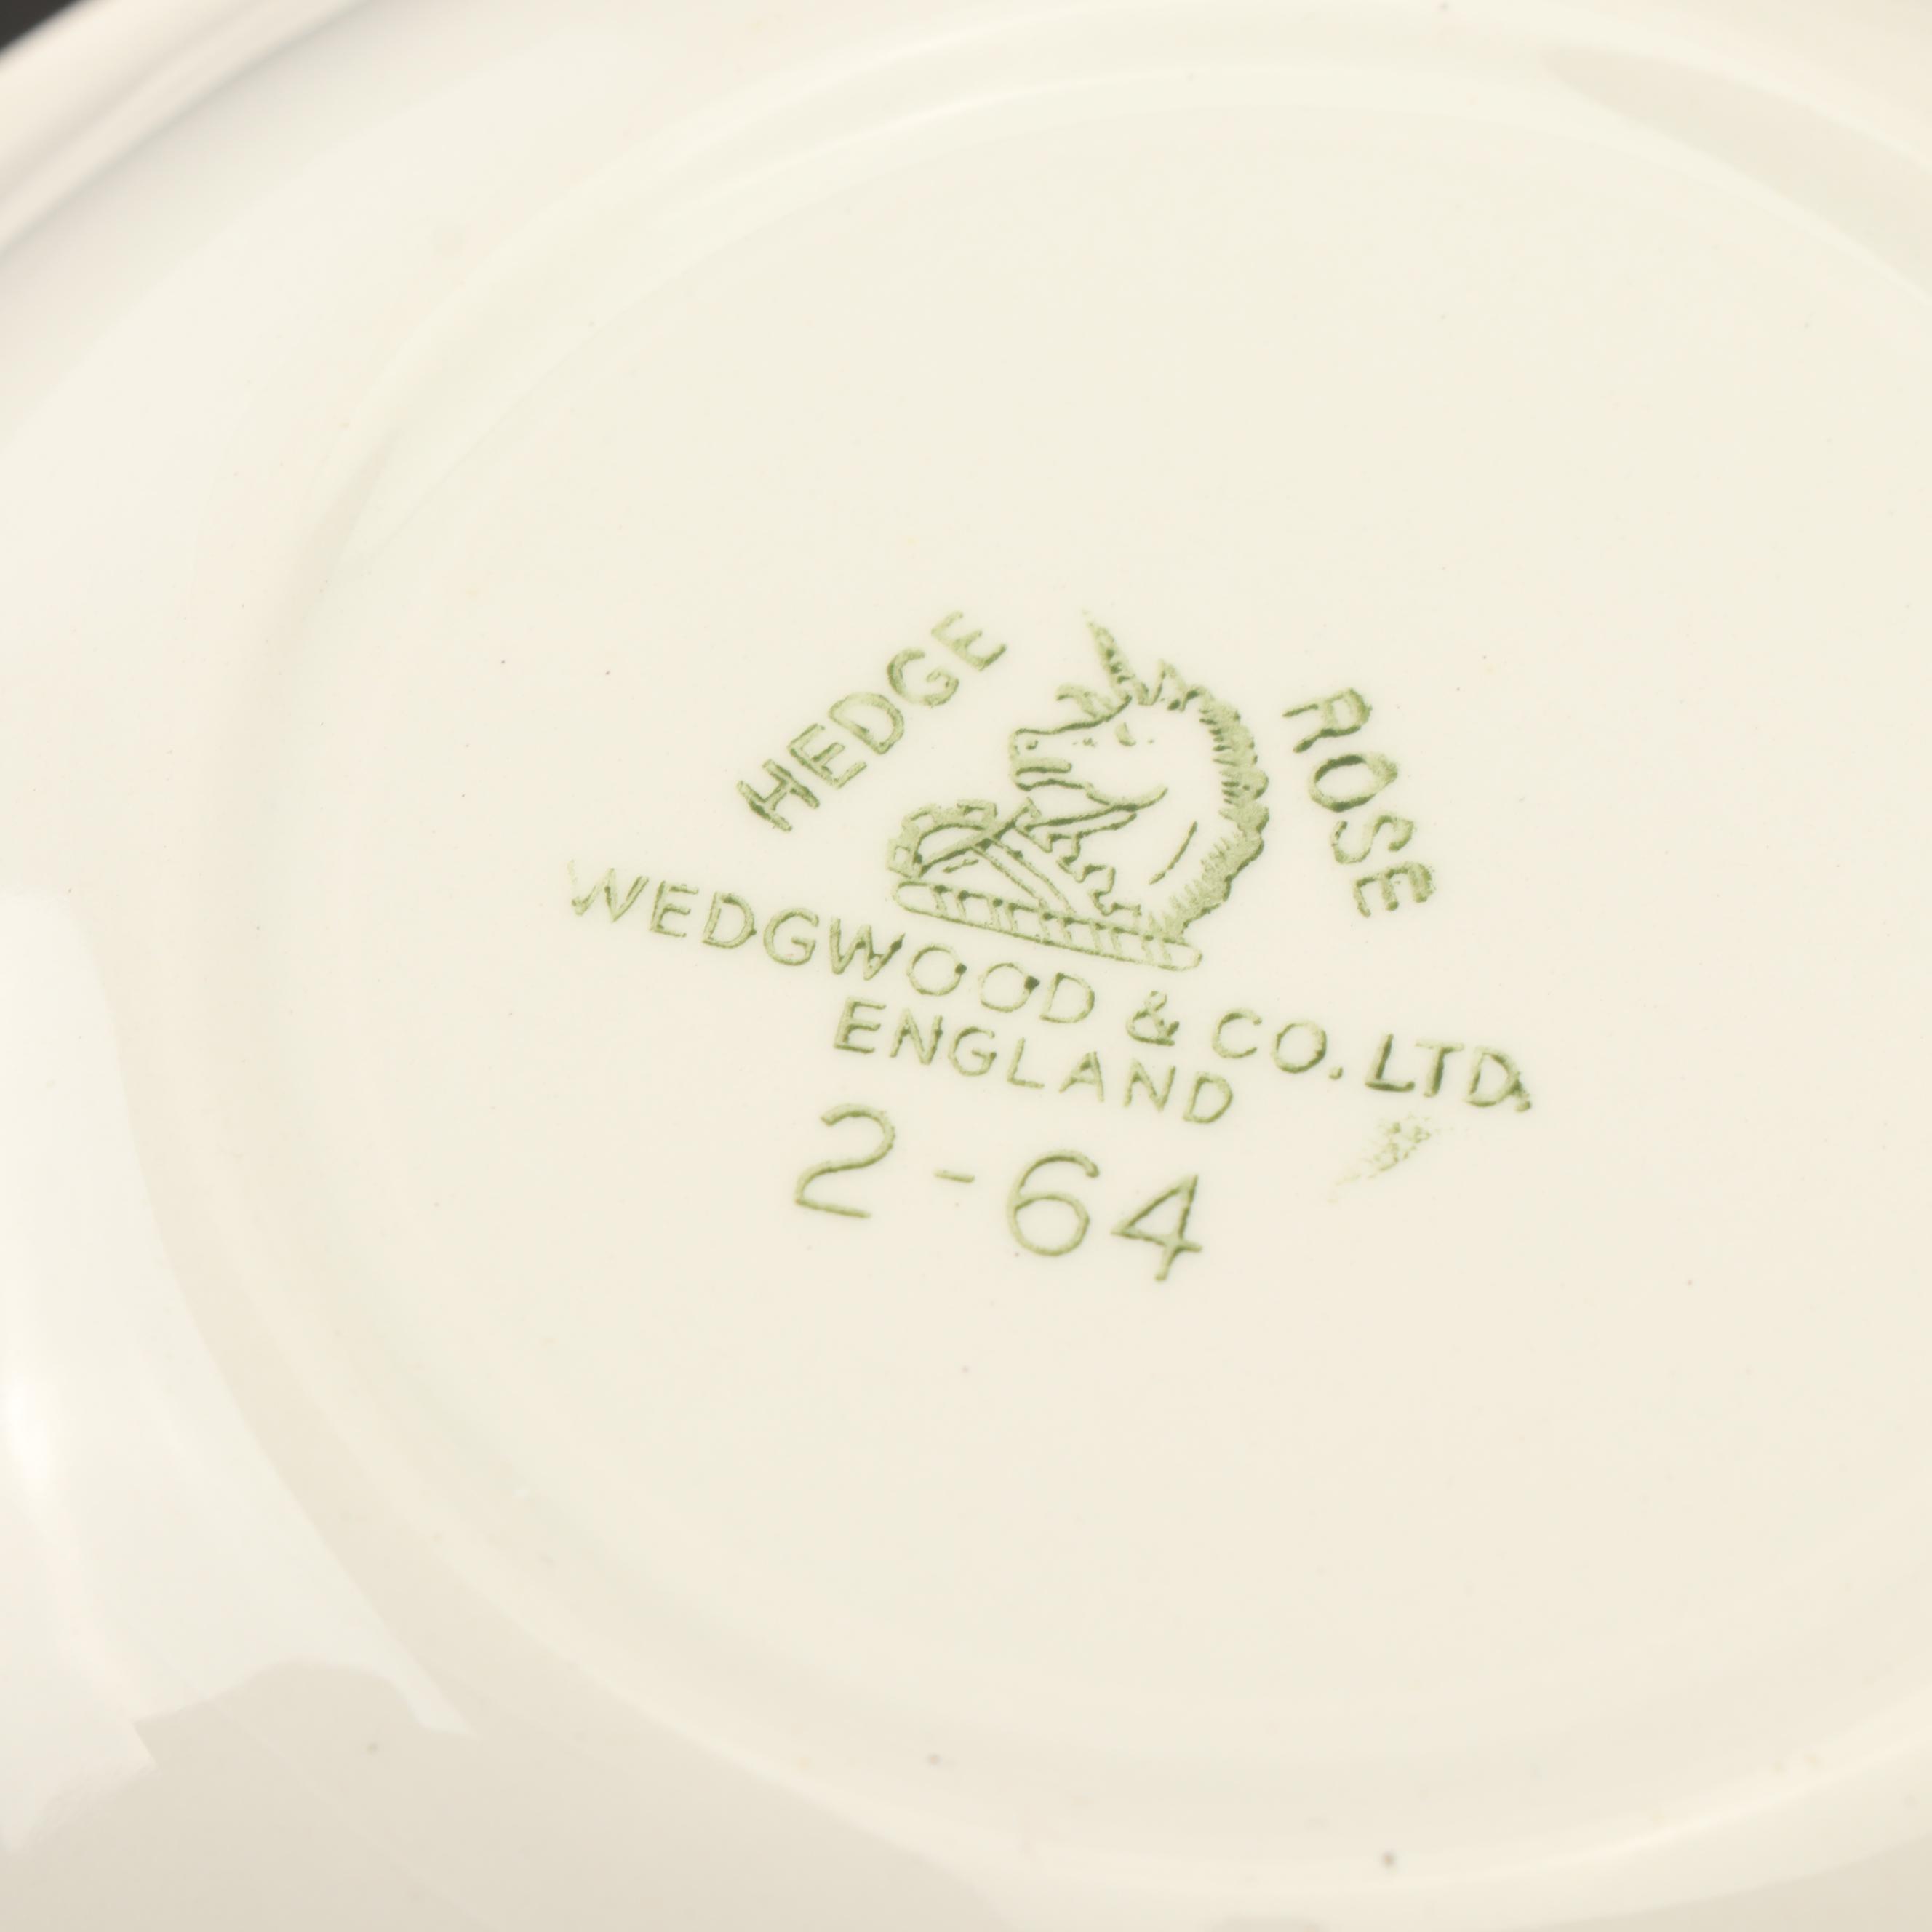 HEDGE ROSE
WEDGWOOD & CO. LTD.
ENGLAND
2-64